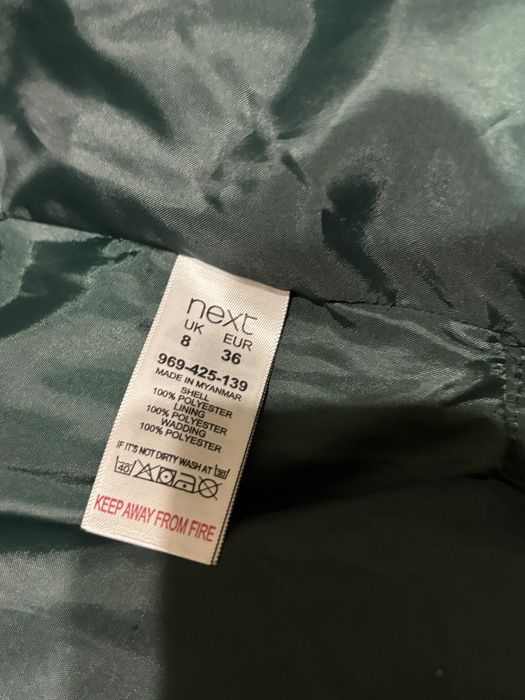 next
UK EUR
8 36
969-425-139
MADE IN MYANMAR
SHELL
100% POLYESTER
LINING
100% POLYESTER
WADDING
100% POLYESTER
IF IT'S NOT DIRTY WASH AT 30
40
KEEP AWAY FROM FIRE